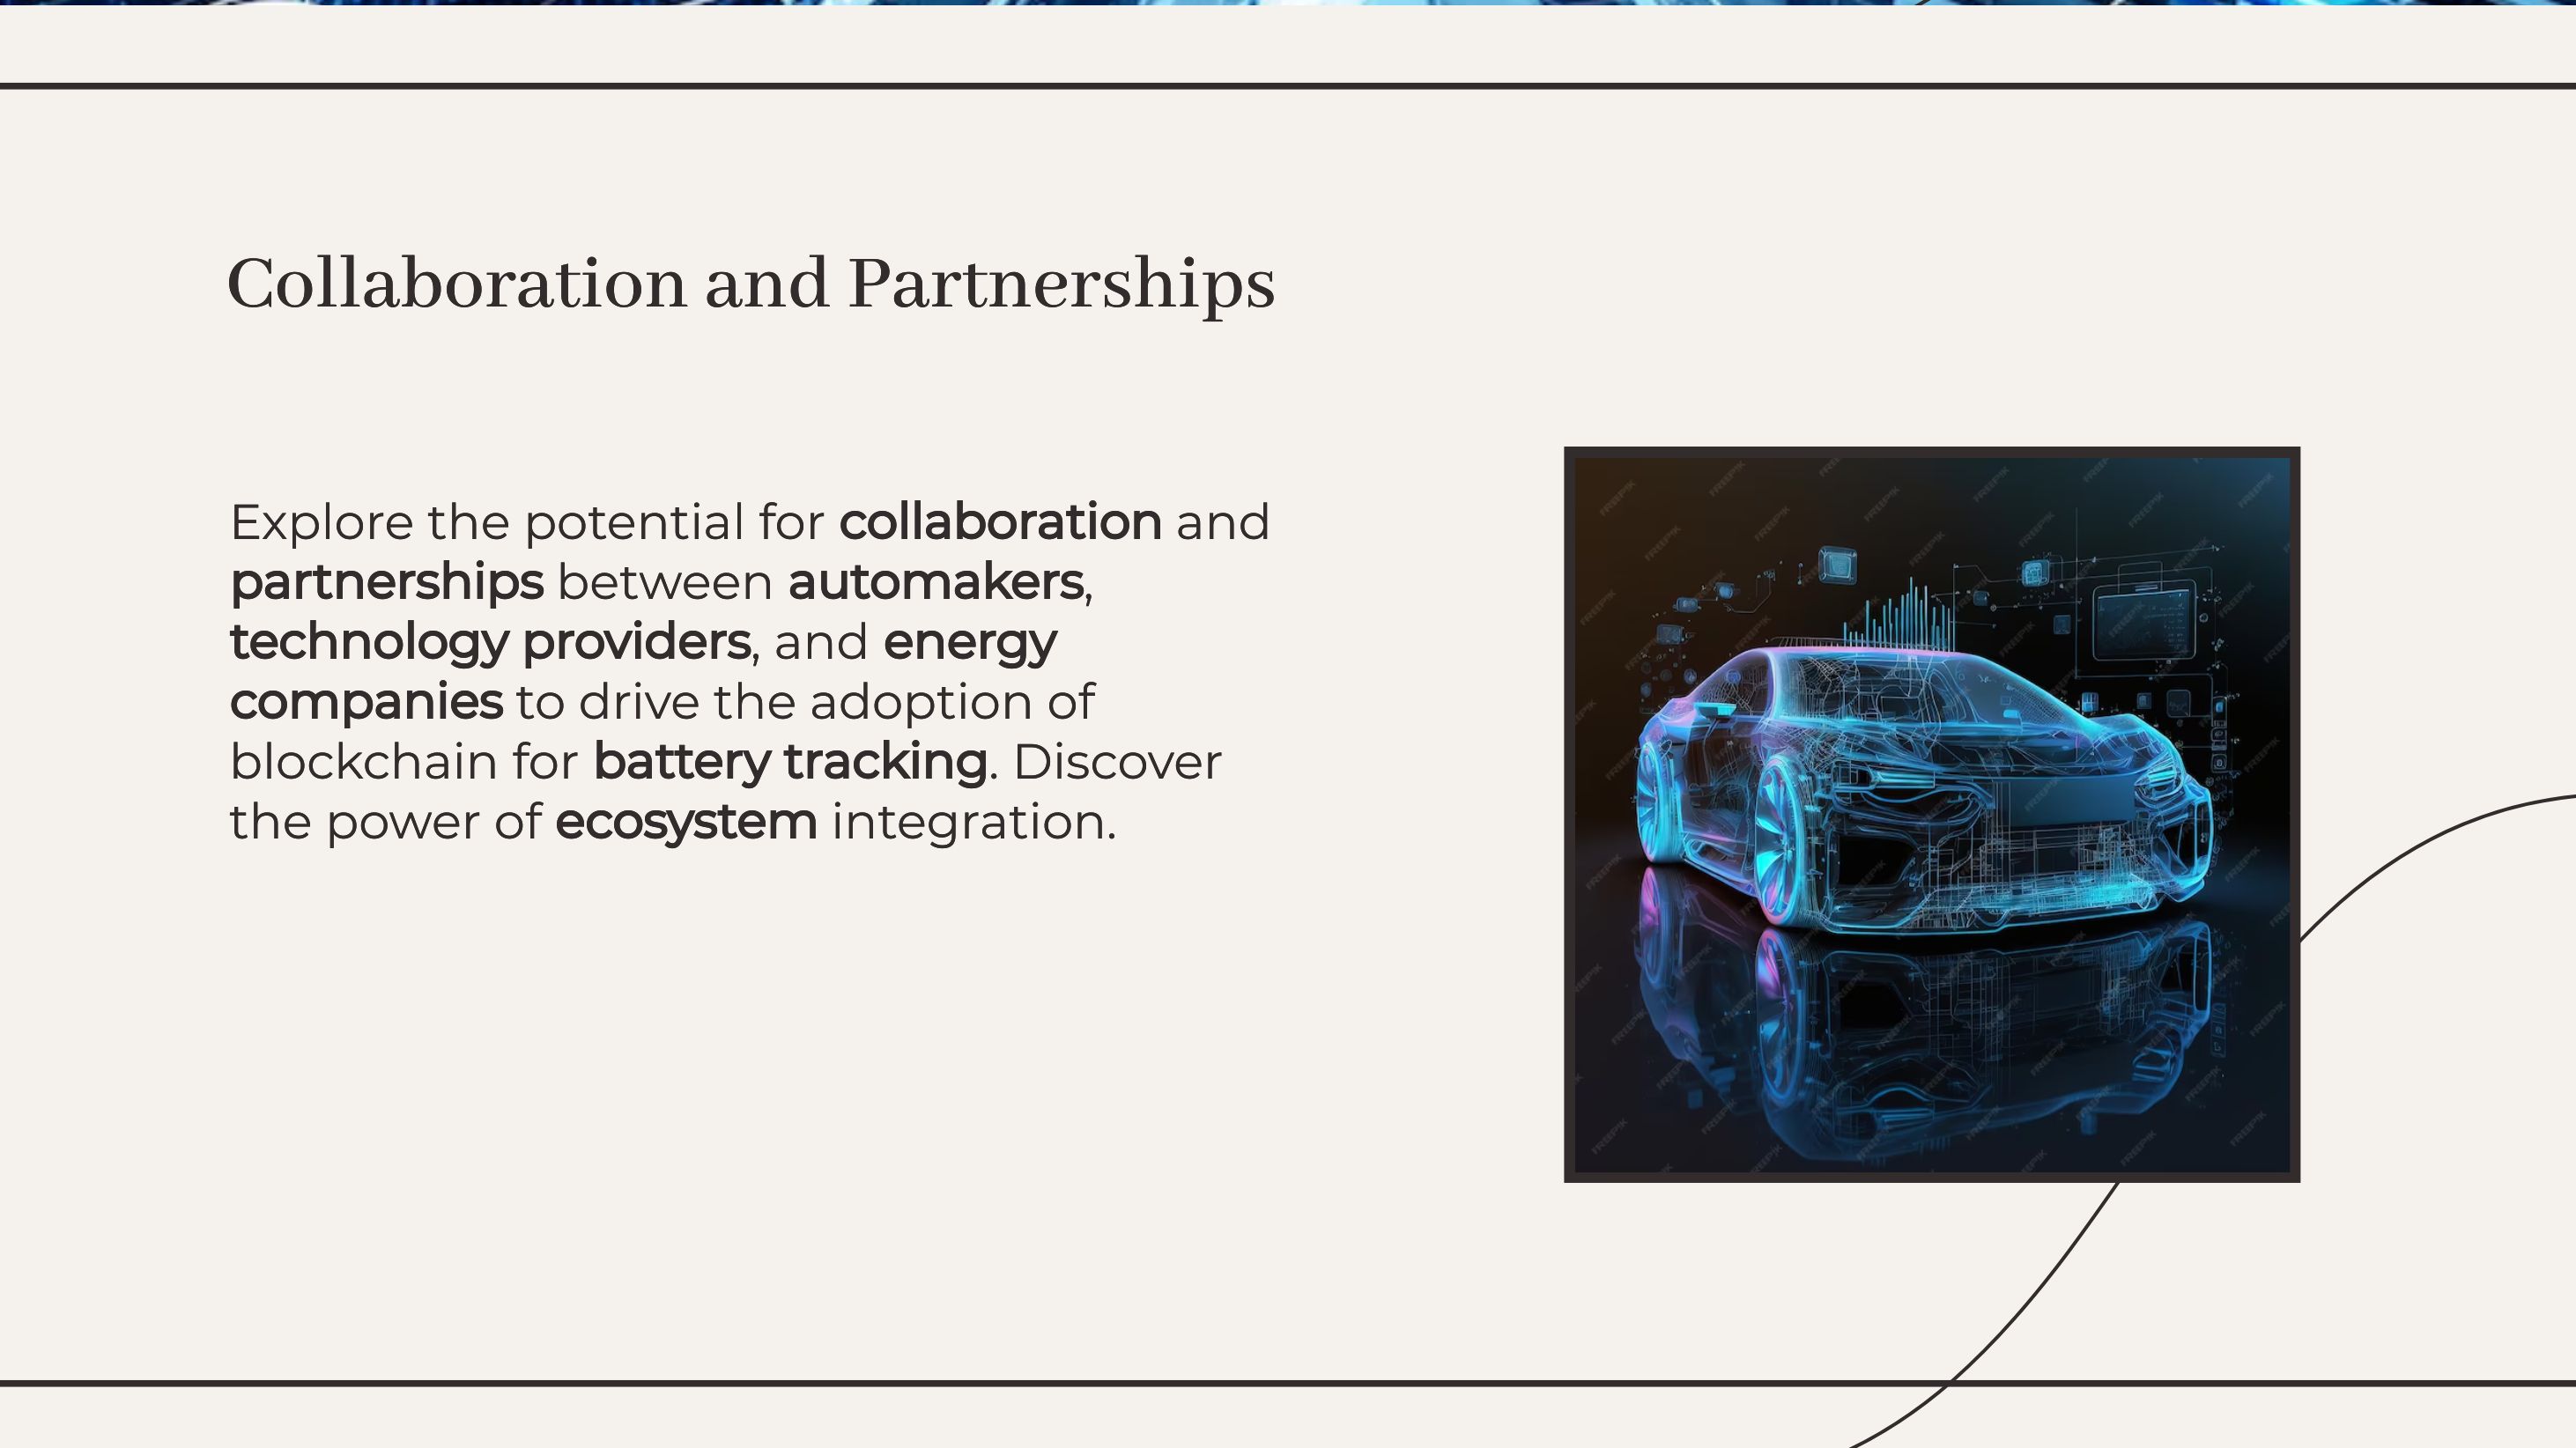 Collaboration and Partnerships
Explore the potential for collaboration and
partnerships between automakers,
technology providers, and energy
companies to drive the adoption of
blockchain for battery tracking. Discover
the power of ecosystem integration.